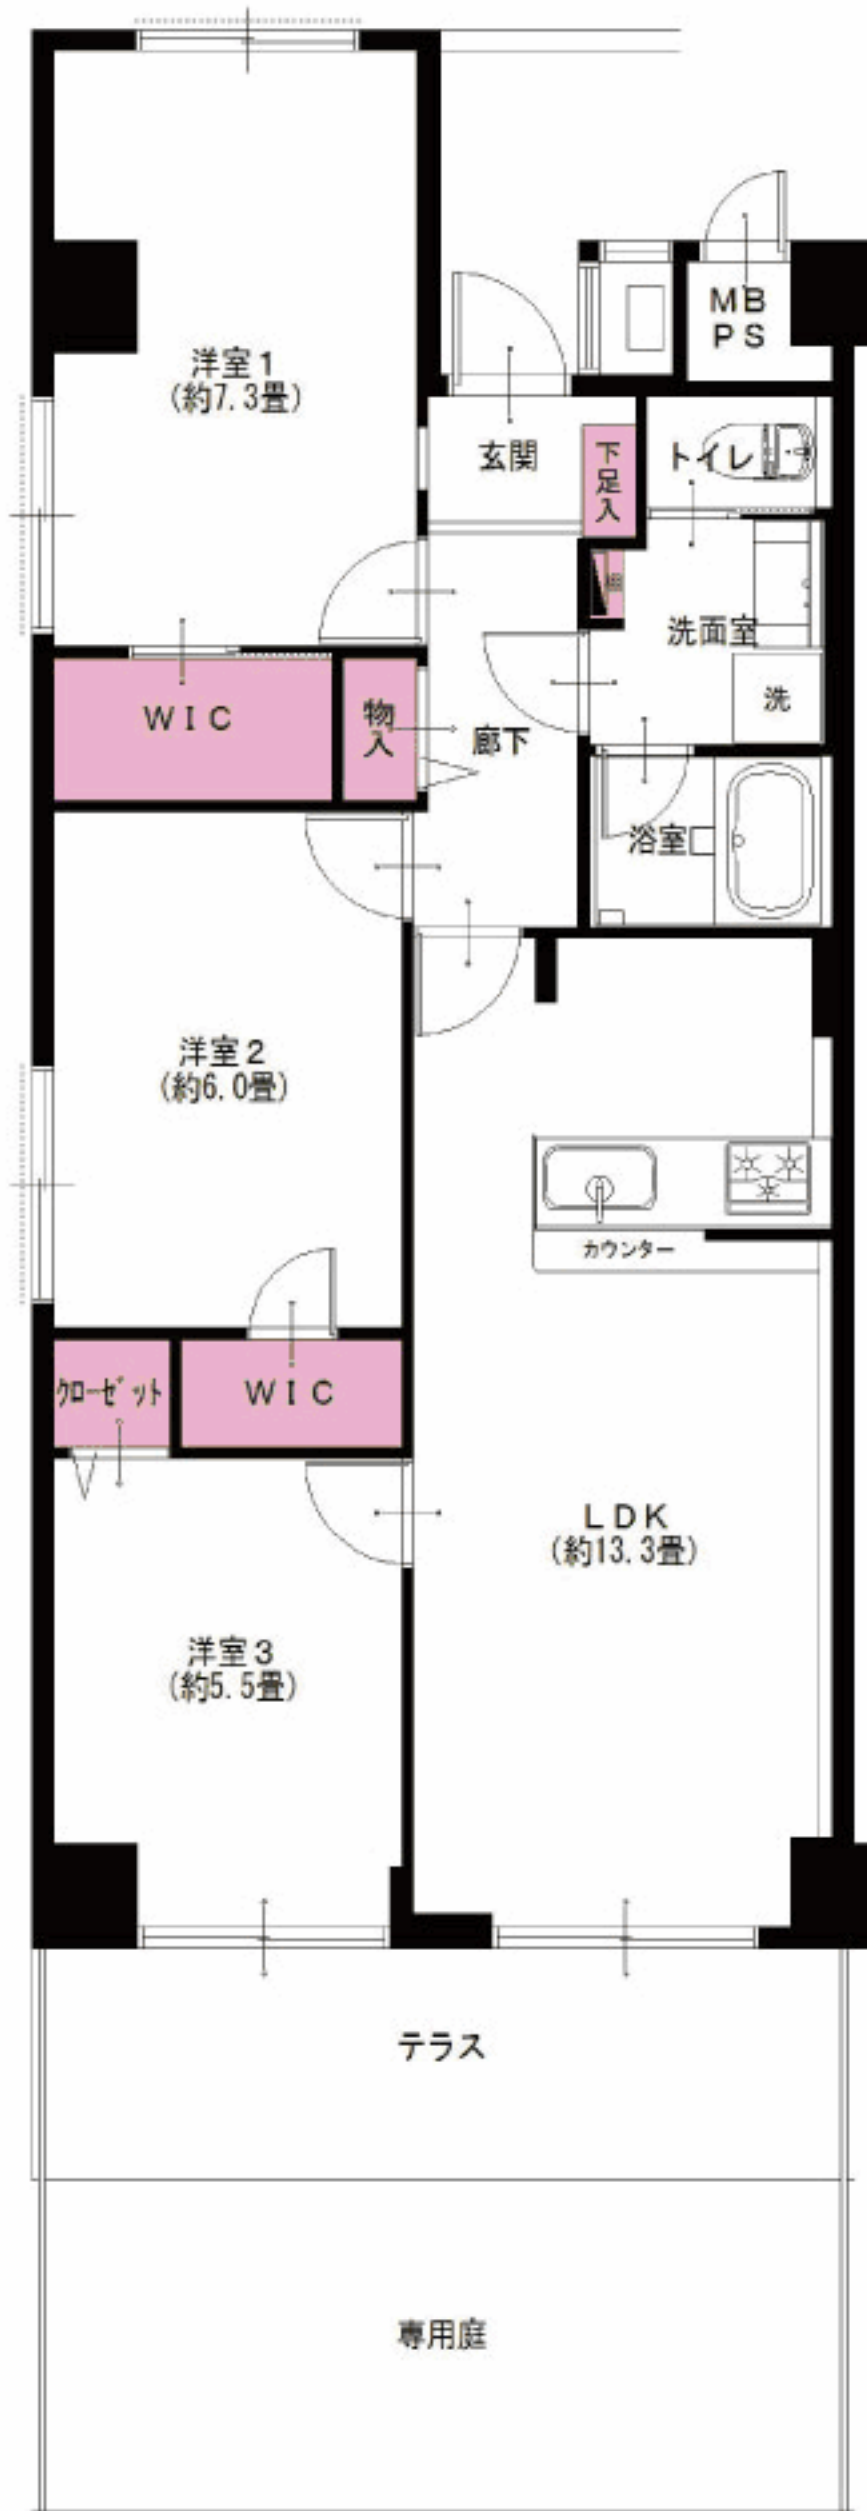 MB
PS
洋室1
(約7.3畳)
玄関
下足入
トイレ
洗面室
洗
WIC
物入
廊下
浴室
洋室2
(約6.0畳)
カウンター
クローゼット
WIC
LDK
(約13.3畳)
洋室3
(約5.5畳)
テラス
専用庭